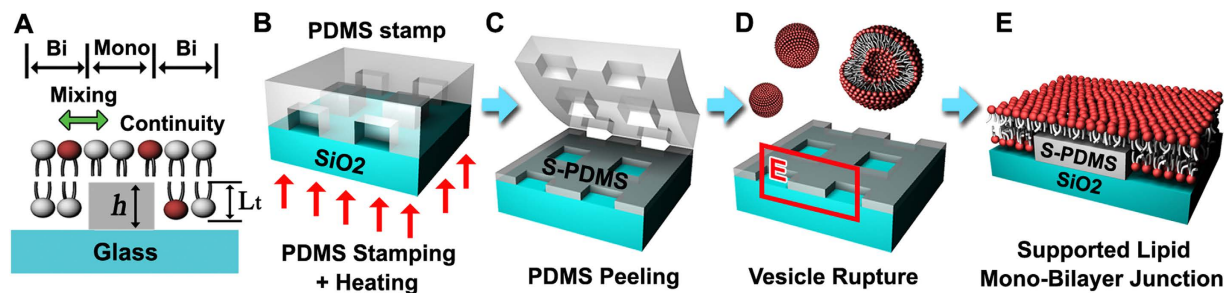 A
Bi
Mono
Bi
Mixing
Continuity
h
Lt
Glass
B
PDMS stamp
SiO2
PDMS Stamping
+ Heating
C
S-PDMS
PDMS Peeling
D
E
Vesicle Rupture
E
S-PDMS
SiO2
Supported Lipid
Mono-Bilayer Junction